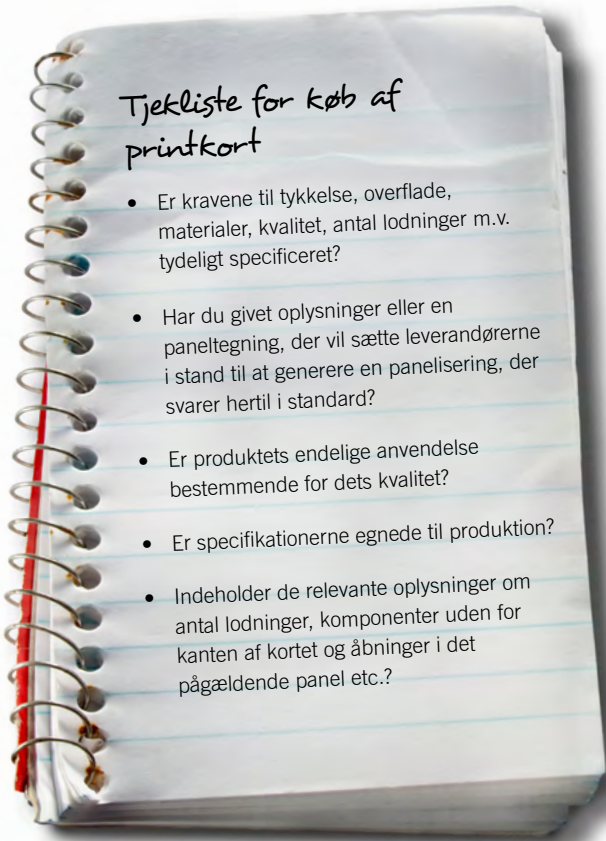 Tjekliste for køb af
printkort
• Er kravene til tykkelse, overflade,
materialer, kvalitet, antal lodninger m.v.
tydeligt specificeret?
• Har du givet oplysninger eller en
paneltegning, der vil sætte leverandørerne
i stand til at generere en panelisering, der
svarer hertil i standard?
• Er produktets endelige anvendelse
bestemmende for dets kvalitet?
• Er specifikationerne egnede til produktion?
• Indeholder de relevante oplysninger om
antal lodninger, komponenter uden for
kanten af kortet og åbninger i det
pågældende panel etc.?